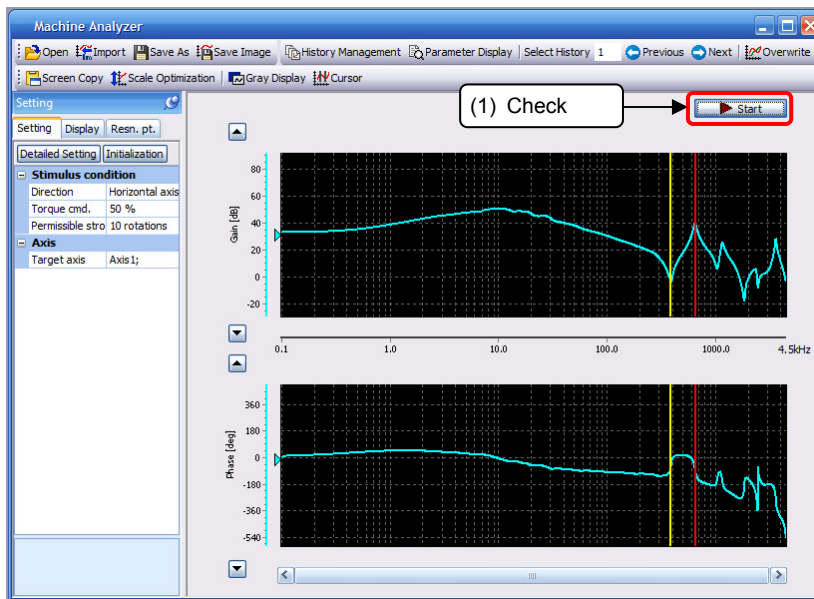 Machine Analyzer
Open Import Save As Save Image History Management Parameter Display Select History 1 Previous Next Overwrite
Screen Copy Scale Optimization Gray Display Cursor
Setting
Setting Display Resn. pt.
Detailed Setting Initialization
Stimulus condition
Direction Horizontal axis
Torque cmd. 50 %
Permissible stro 10 rotations
Axis
Target axis Axis1;
(1) Check
Start
Gain [dB]
80
60
40
20
0
-20
0.1 1.0 10.0 100.0 1000.0 4.5kHz
Phase [deg]
360
180
0
-180
-360
-540